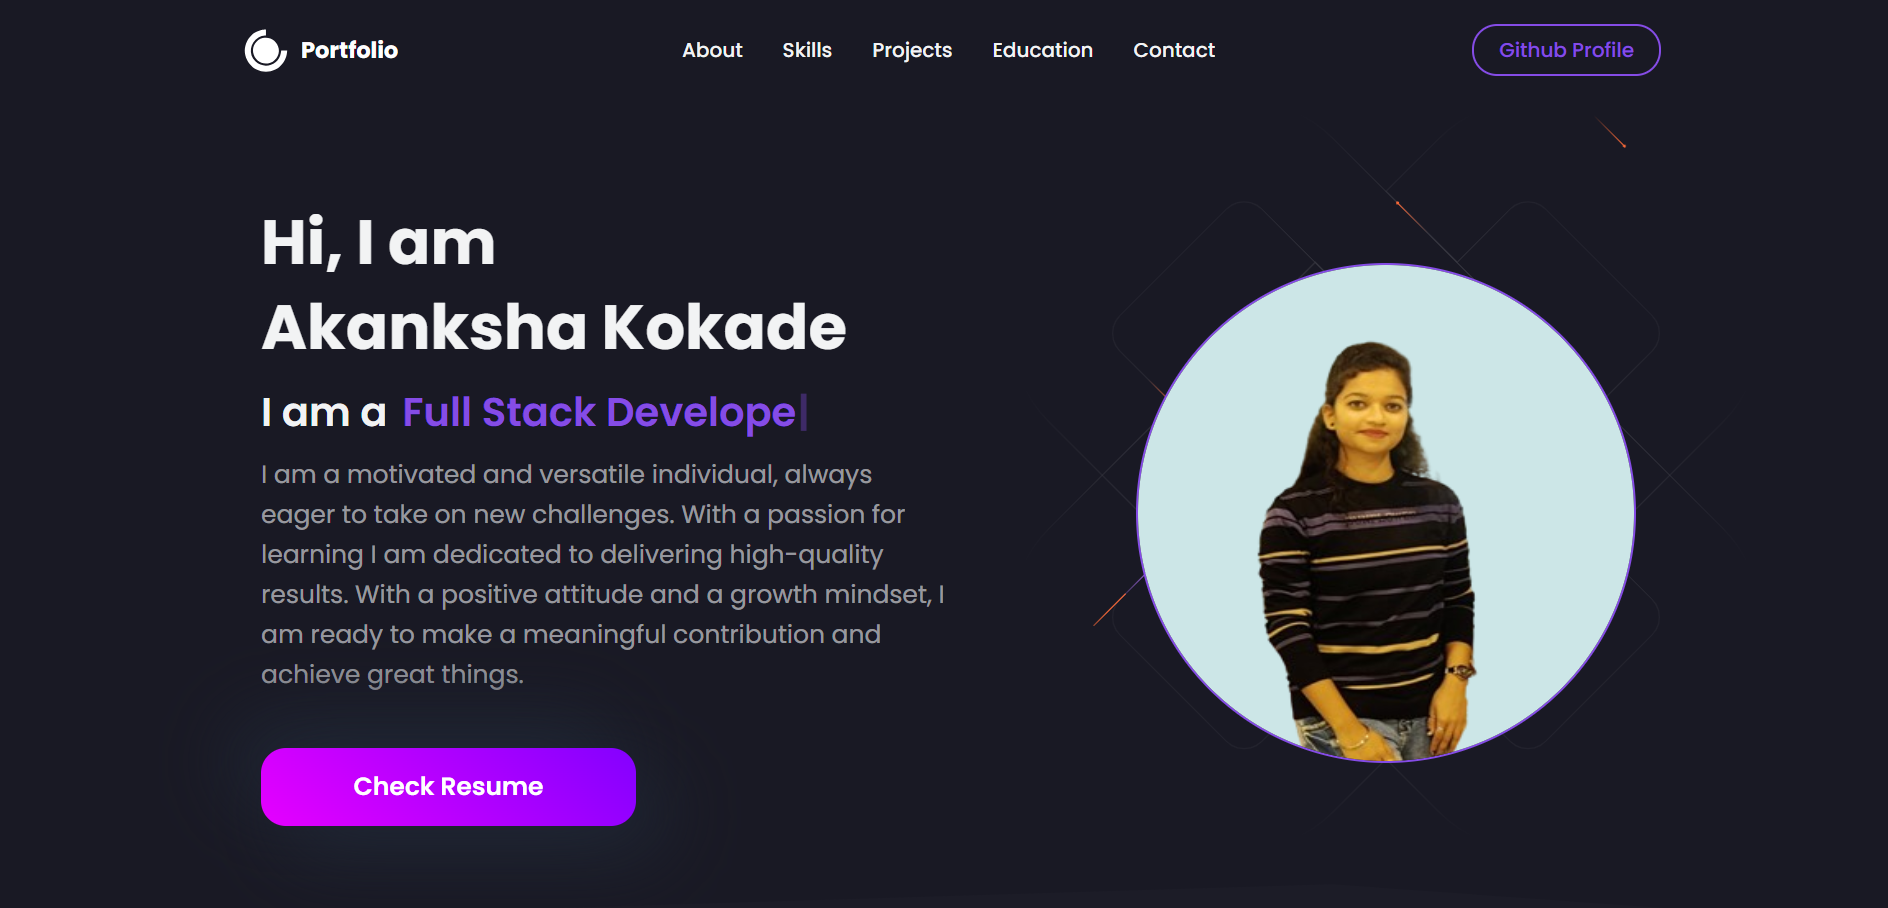 Portfolio
About Skills Projects Education Contact
Github Profile
Hi, I am
Akanksha Kokade
I am a Full Stack Develope
I am a motivated and versatile individual, always
eager to take on new challenges. With a passion for
learning I am dedicated to delivering high-quality
results. With a positive attitude and a growth mindset, I
am ready to make a meaningful contribution and
achieve great things.
Check Resume